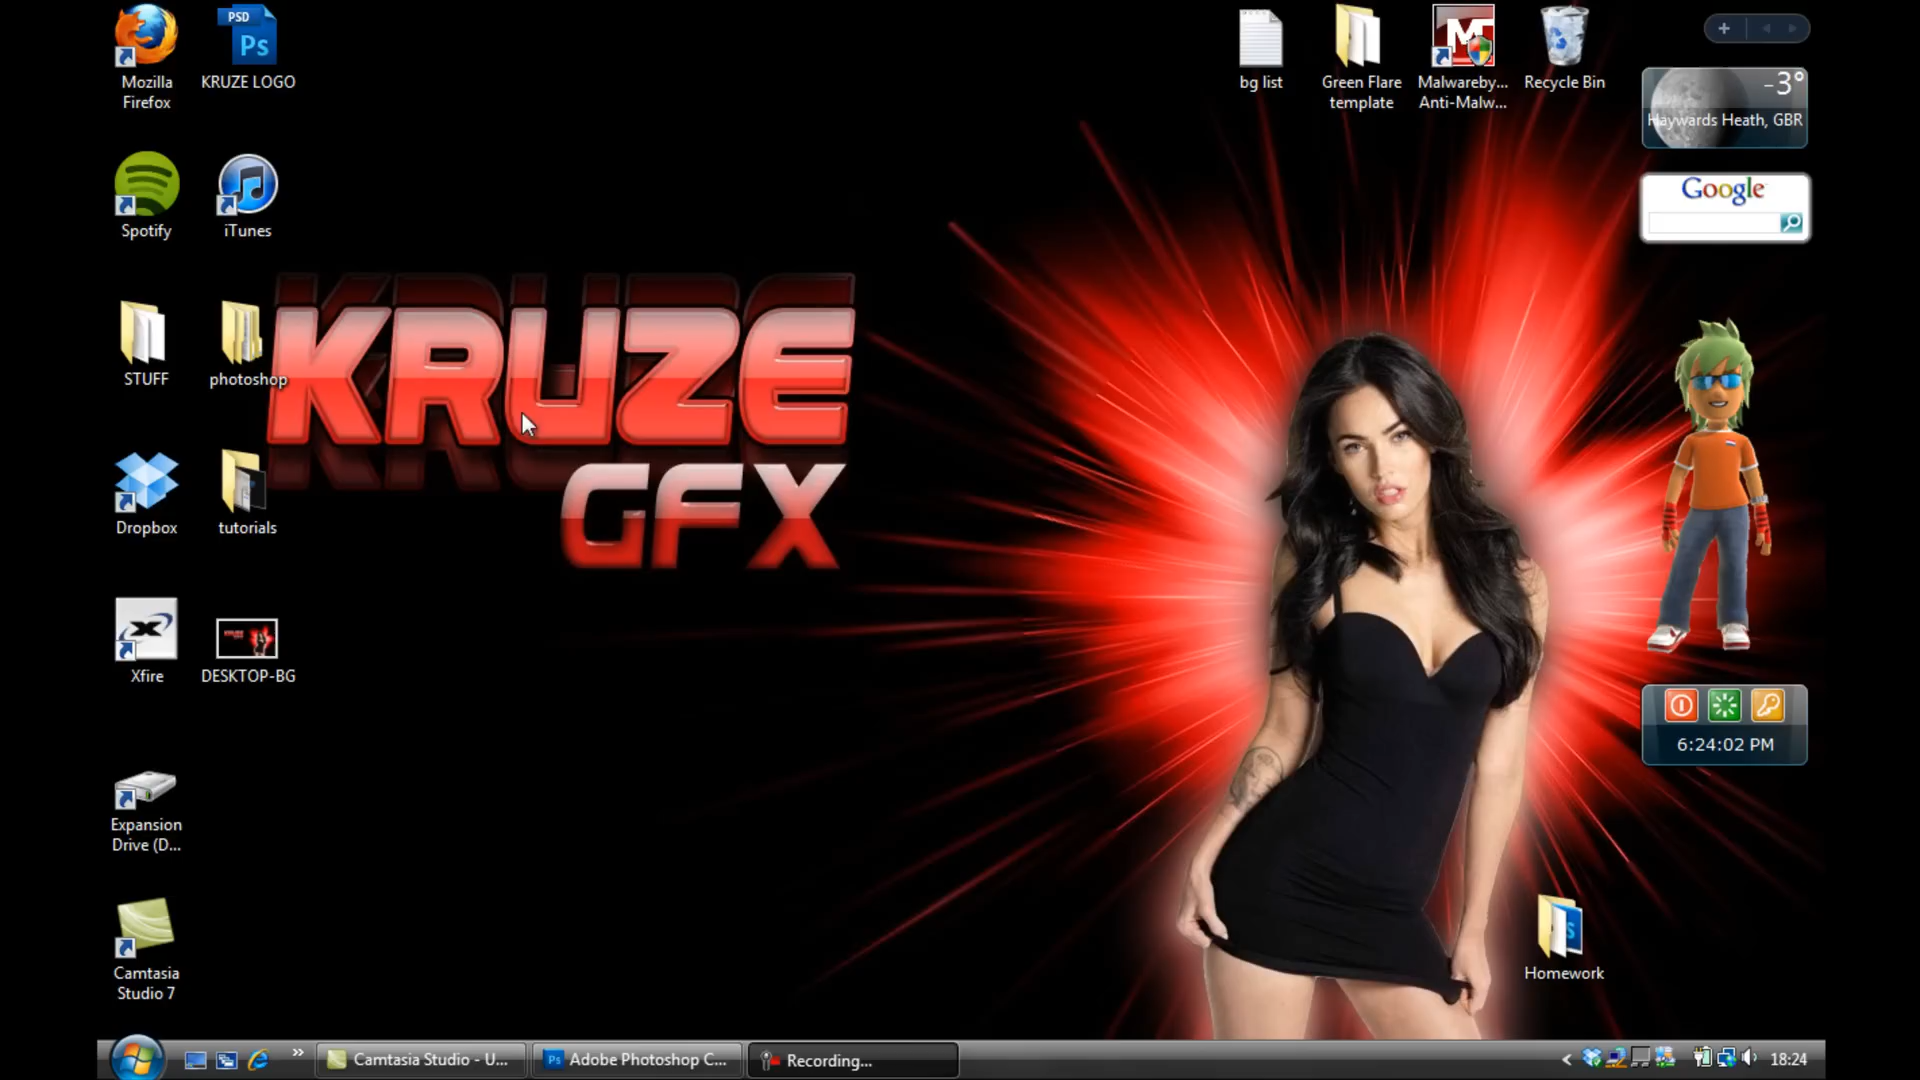 Mozilla
Firefox
PSD
Ps
KRUZE LOGO
bg list
Green Flare
template
M
Malwareby...
Anti-Malw...
Recycle Bin
-3°
Haywards Heath, GBR
Google
Spotify
iTunes
STUFF
photoshop
KRUZE
GFX
Dropbox
tutorials
X
Xfire
DESKTOP-BG
6:24:02 PM
Expansion
Drive (D...
Camtasia
Studio 7
S
Homework
Camtasia Studio - U...
Ps
Adobe Photoshop C...
Recording...
18:24